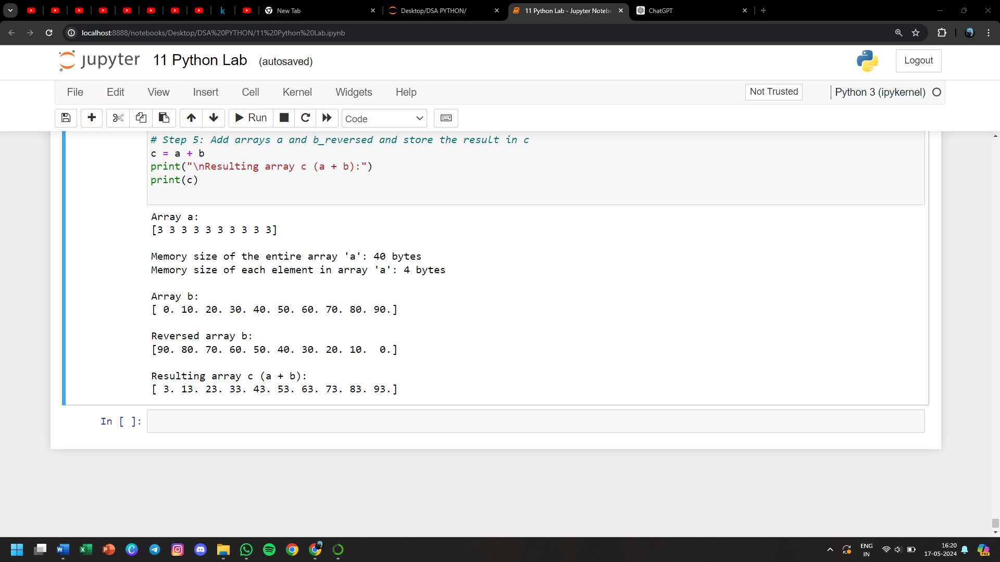 New Tab
Desktop/DSA PYTHON/
11 Python Lab - Jupyter Notebo
ChatGPT
localhost:8888/notebooks/Desktop/DSA%20PYTHON/11%20Python%20Lab.ipynb
jupyter 11 Python Lab (autosaved)
Logout
File Edit View Insert Cell Kernel Widgets Help
Not Trusted
Python 3 (ipykernel)
Run
Code
# Step 5: Add arrays a and b_reversed and store the result in c
c = a + b
print("\nResulting array c (a + b):")
print(c)
Array a:
[3 3 3 3 3 3 3 3 3 3]
Memory size of the entire array 'a': 40 bytes
Memory size of each element in array 'a': 4 bytes
Array b:
[ 0. 10. 20. 30. 40. 50. 60. 70. 80. 90.]
Reversed array b:
[90. 80. 70. 60. 50. 40. 30. 20. 10.  0.]
Resulting array c (a + b):
[ 3. 13. 23. 33. 43. 53. 63. 73. 83. 93.]
In [ ]:
ENG
IN
16:20
17-05-2024
PRE